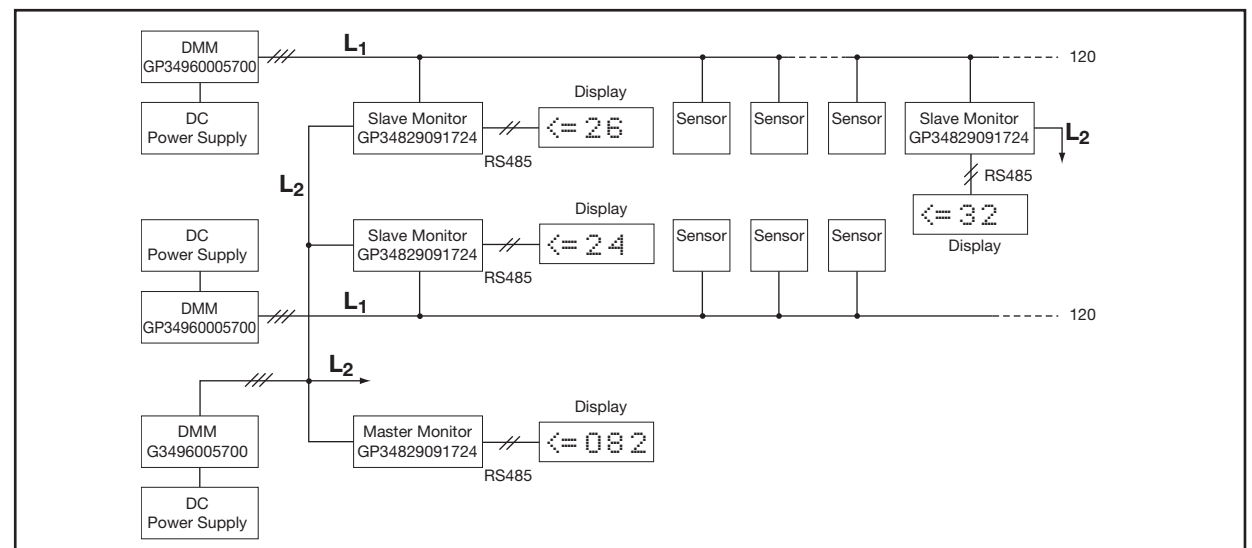 DMM
GP34960005700
L1
120
DC
Power Supply
Slave Monitor
GP34829091724
RS485
Display
<=26
Sensor
Sensor
Sensor
Slave Monitor
GP34829091724
L2
RS485
<=32
Display
L2
DC
Power Supply
DMM
GP34960005700
Slave Monitor
GP34829091724
RS485
Display
<=24
Sensor
Sensor
Sensor
L1
120
L2
DMM
G3496005700
DC
Power Supply
Master Monitor
GP34829091724
RS485
Display
<=082